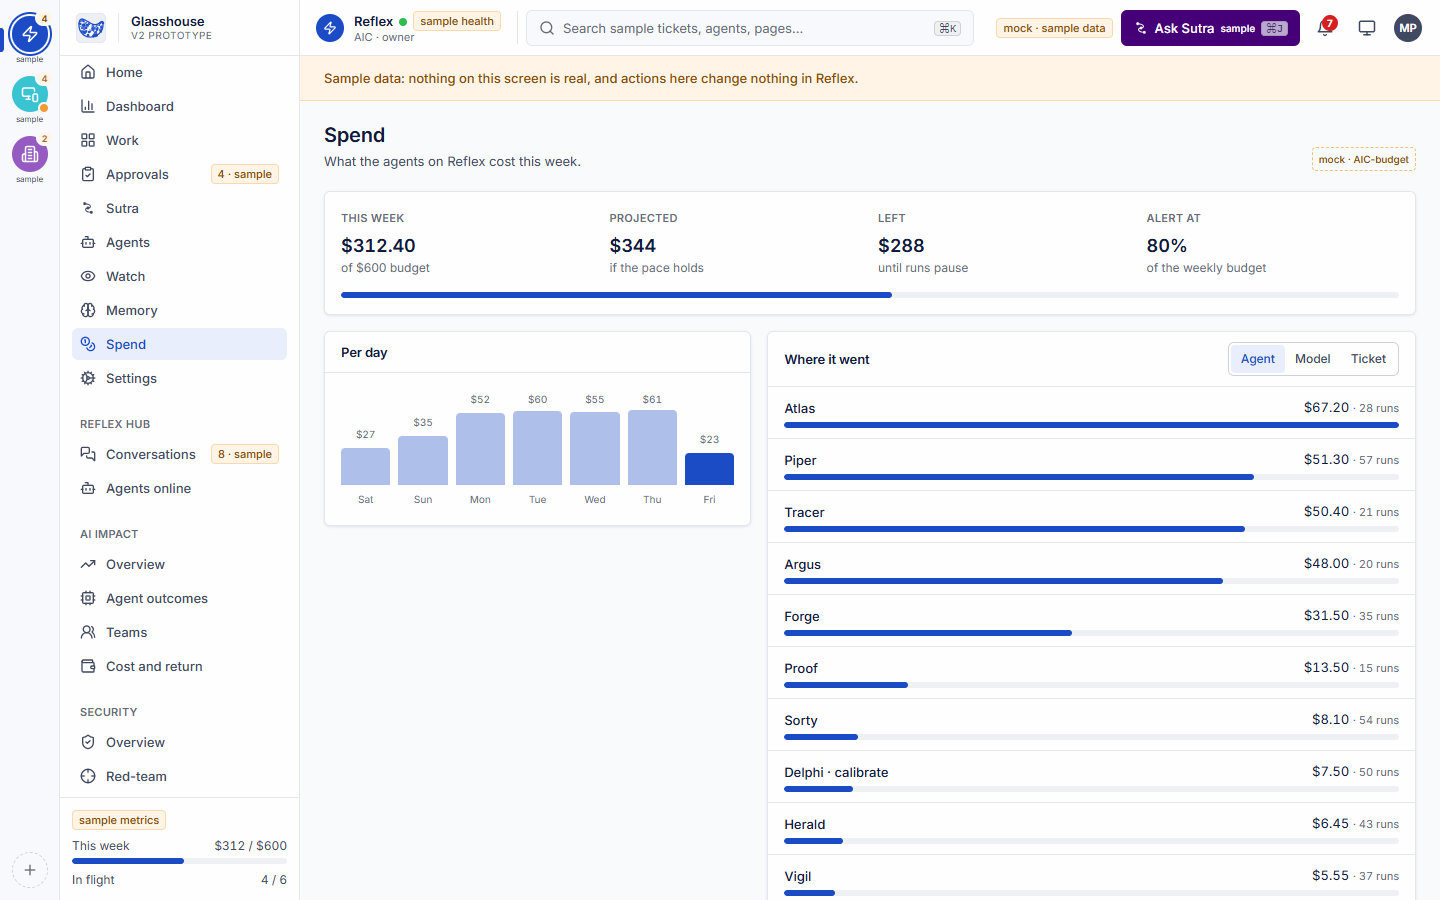 4
sample
4
sample
2
sample
Glasshouse
V2 PROTOTYPE
Home
Dashboard
Work
Approvals
4 · sample
Sutra
Agents
Watch
Memory
Spend
Settings
REFLEX HUB
Conversations
8 · sample
Agents online
AI IMPACT
Overview
Agent outcomes
Teams
Cost and return
SECURITY
Overview
Red-team
sample metrics
This week $312 / $600
In flight 4 / 6
Reflex
sample health
AIC · owner
Search sample tickets, agents, pages...
⌘K
mock · sample data
Ask Sutra sample ⌘J
7
MP
Sample data: nothing on this screen is real, and actions here change nothing in Reflex.
Spend
What the agents on Reflex cost this week.
mock · AIC-budget
THIS WEEK
$312.40
of $600 budget
PROJECTED
$344
if the pace holds
LEFT
$288
until runs pause
ALERT AT
80%
of the weekly budget
Per day
$27 $35 $52 $60 $55 $61 $23
Sat Sun Mon Tue Wed Thu Fri
Where it went
Agent Model Ticket
Atlas $67.20 · 28 runs
Piper $51.30 · 57 runs
Tracer $50.40 · 21 runs
Argus $48.00 · 20 runs
Forge $31.50 · 35 runs
Proof $13.50 · 15 runs
Sorty $8.10 · 54 runs
Delphi · calibrate $7.50 · 50 runs
Herald $6.45 · 43 runs
Vigil $5.55 · 37 runs